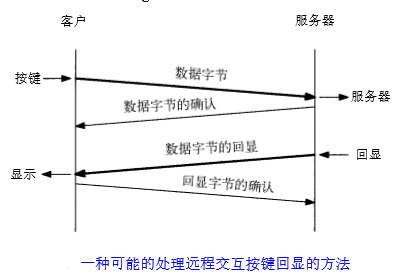 客户
服务器
按键
数据字节
服务器
数据字节的确认
数据字节的回显
回显
显示
回显字节的确认
一种可能的处理远程交互按键回显的方法